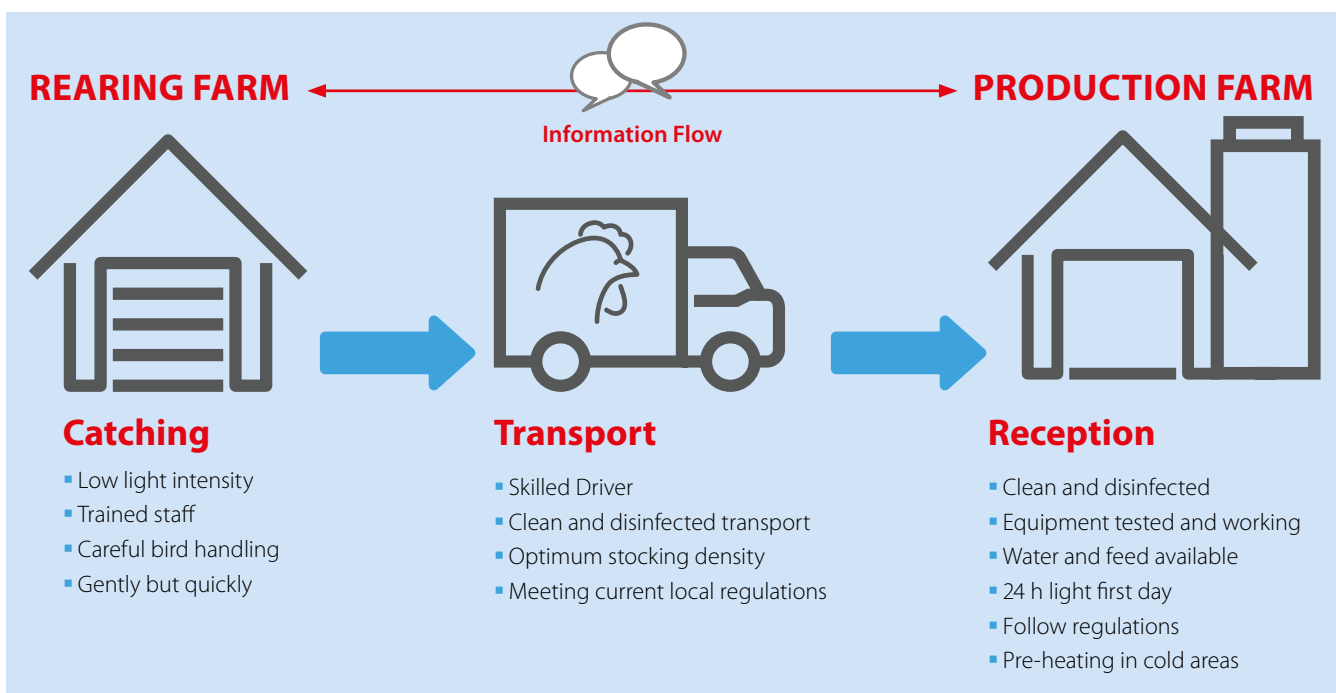 REARING FARM
PRODUCTION FARM
Information Flow
Catching
▪ Low light intensity
▪ Trained staff
▪ Careful bird handling
▪ Gently but quickly
Transport
▪ Skilled Driver
▪ Clean and disinfected transport
▪ Optimum stocking density
▪ Meeting current local regulations
Reception
▪ Clean and disinfected
▪ Equipment tested and working
▪ Water and feed available
▪ 24 h light first day
▪ Follow regulations
▪ Pre-heating in cold areas